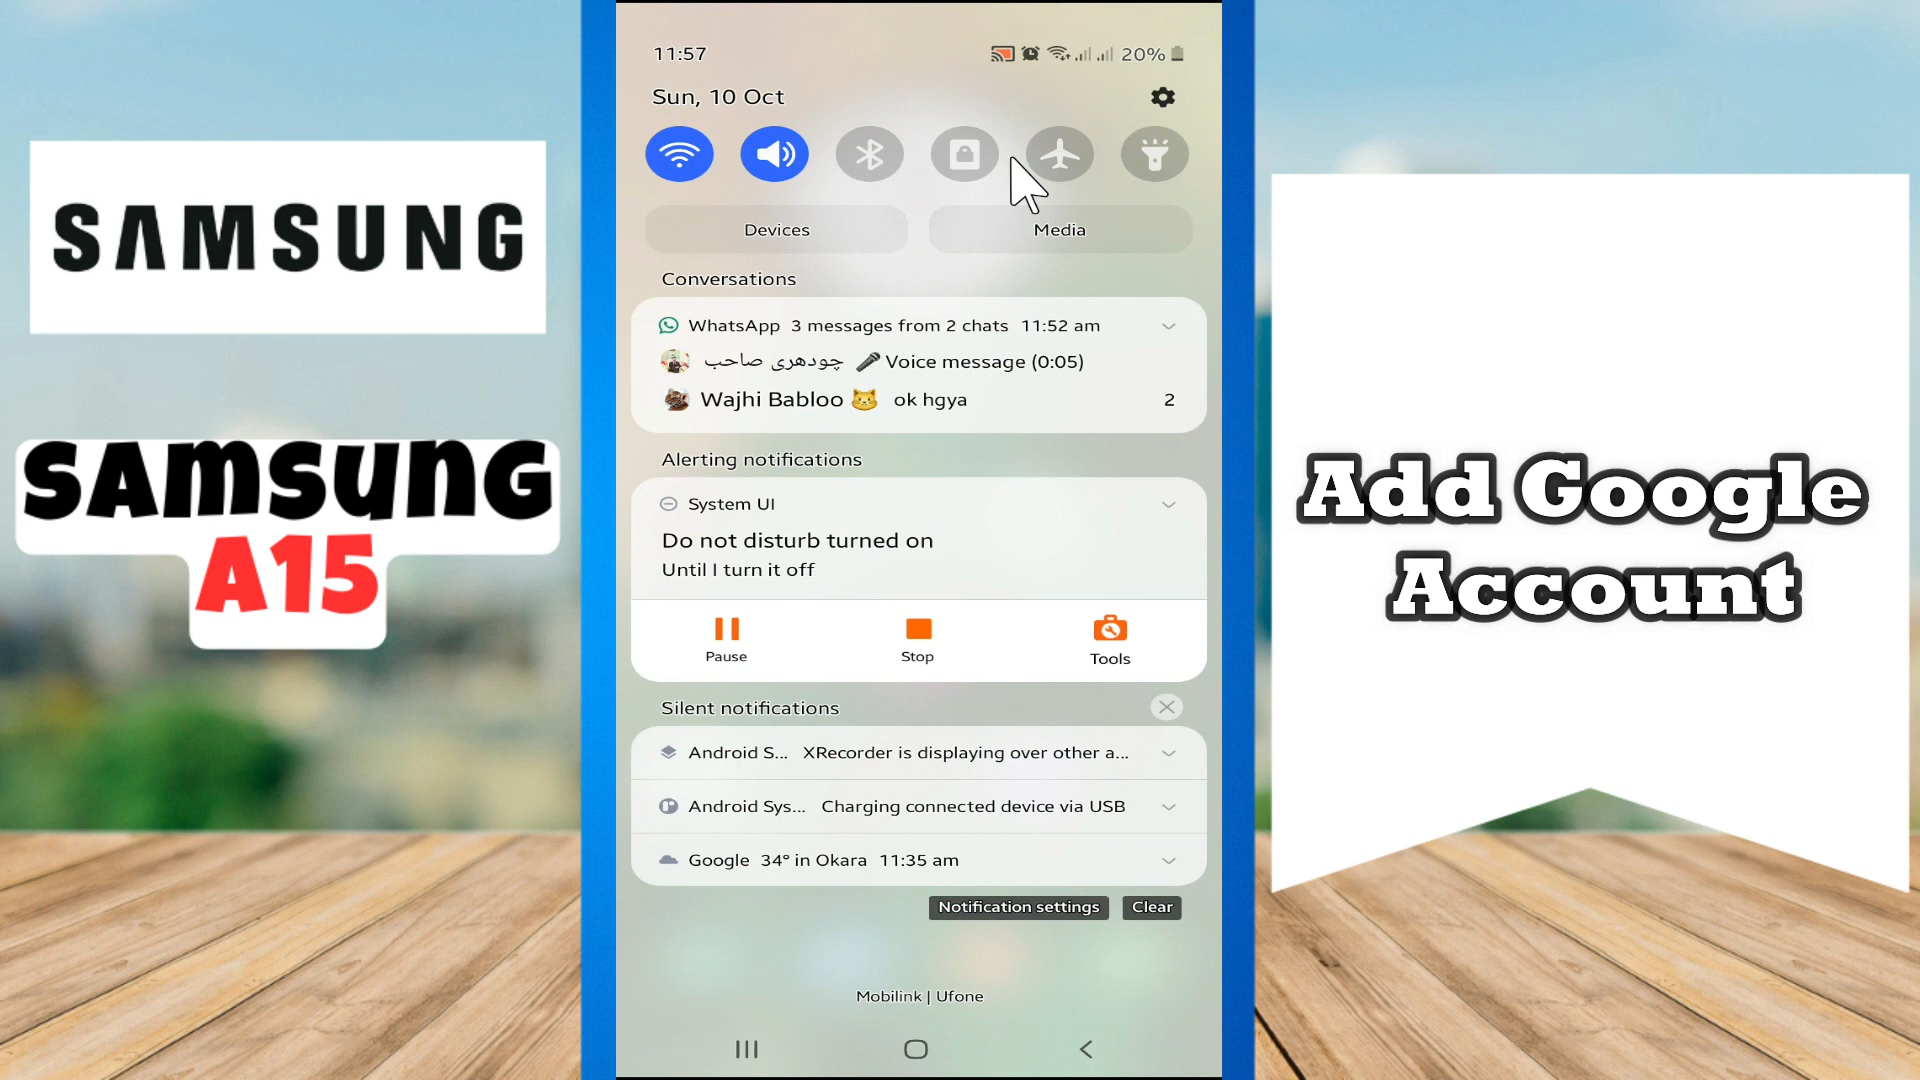 SAMSUNG
SAMSUNG
A15
11:57
20%
Sun, 10 Oct
Devices
Media
Conversations
WhatsApp 3 messages from 2 chats 11:52 am
چودھری صاحب 🎤 Voice message (0:05)
Wajhi Babloo 😺 ok hgya 2
Alerting notifications
System UI
Do not disturb turned on
Until I turn it off
Pause
Stop
Tools
Silent notifications
Android S... XRecorder is displaying over other a...
Android Sys... Charging connected device via USB
Google 34° in Okara 11:35 am
Notification settings
Clear
Mobilink | Ufone
Add Google
Account